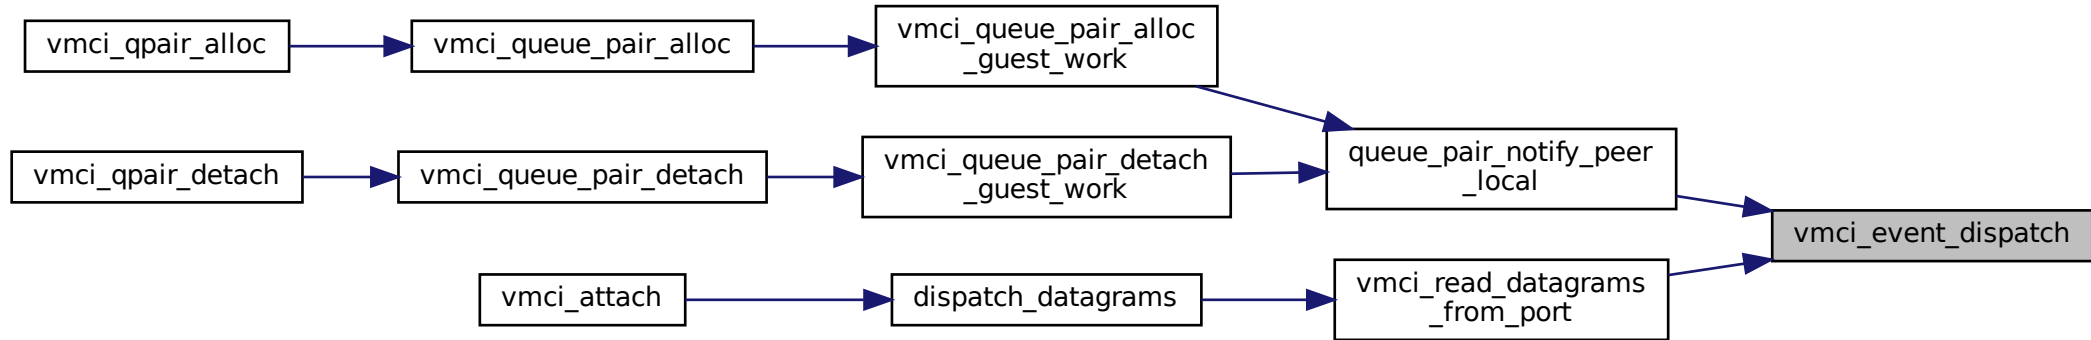 vmci_qpair_alloc
vmci_queue_pair_alloc
vmci_queue_pair_alloc
_guest_work
vmci_qpair_detach
vmci_queue_pair_detach
vmci_queue_pair_detach
_guest_work
queue_pair_notify_peer
_local
vmci_event_dispatch
vmci_attach
dispatch_datagrams
vmci_read_datagrams
_from_port